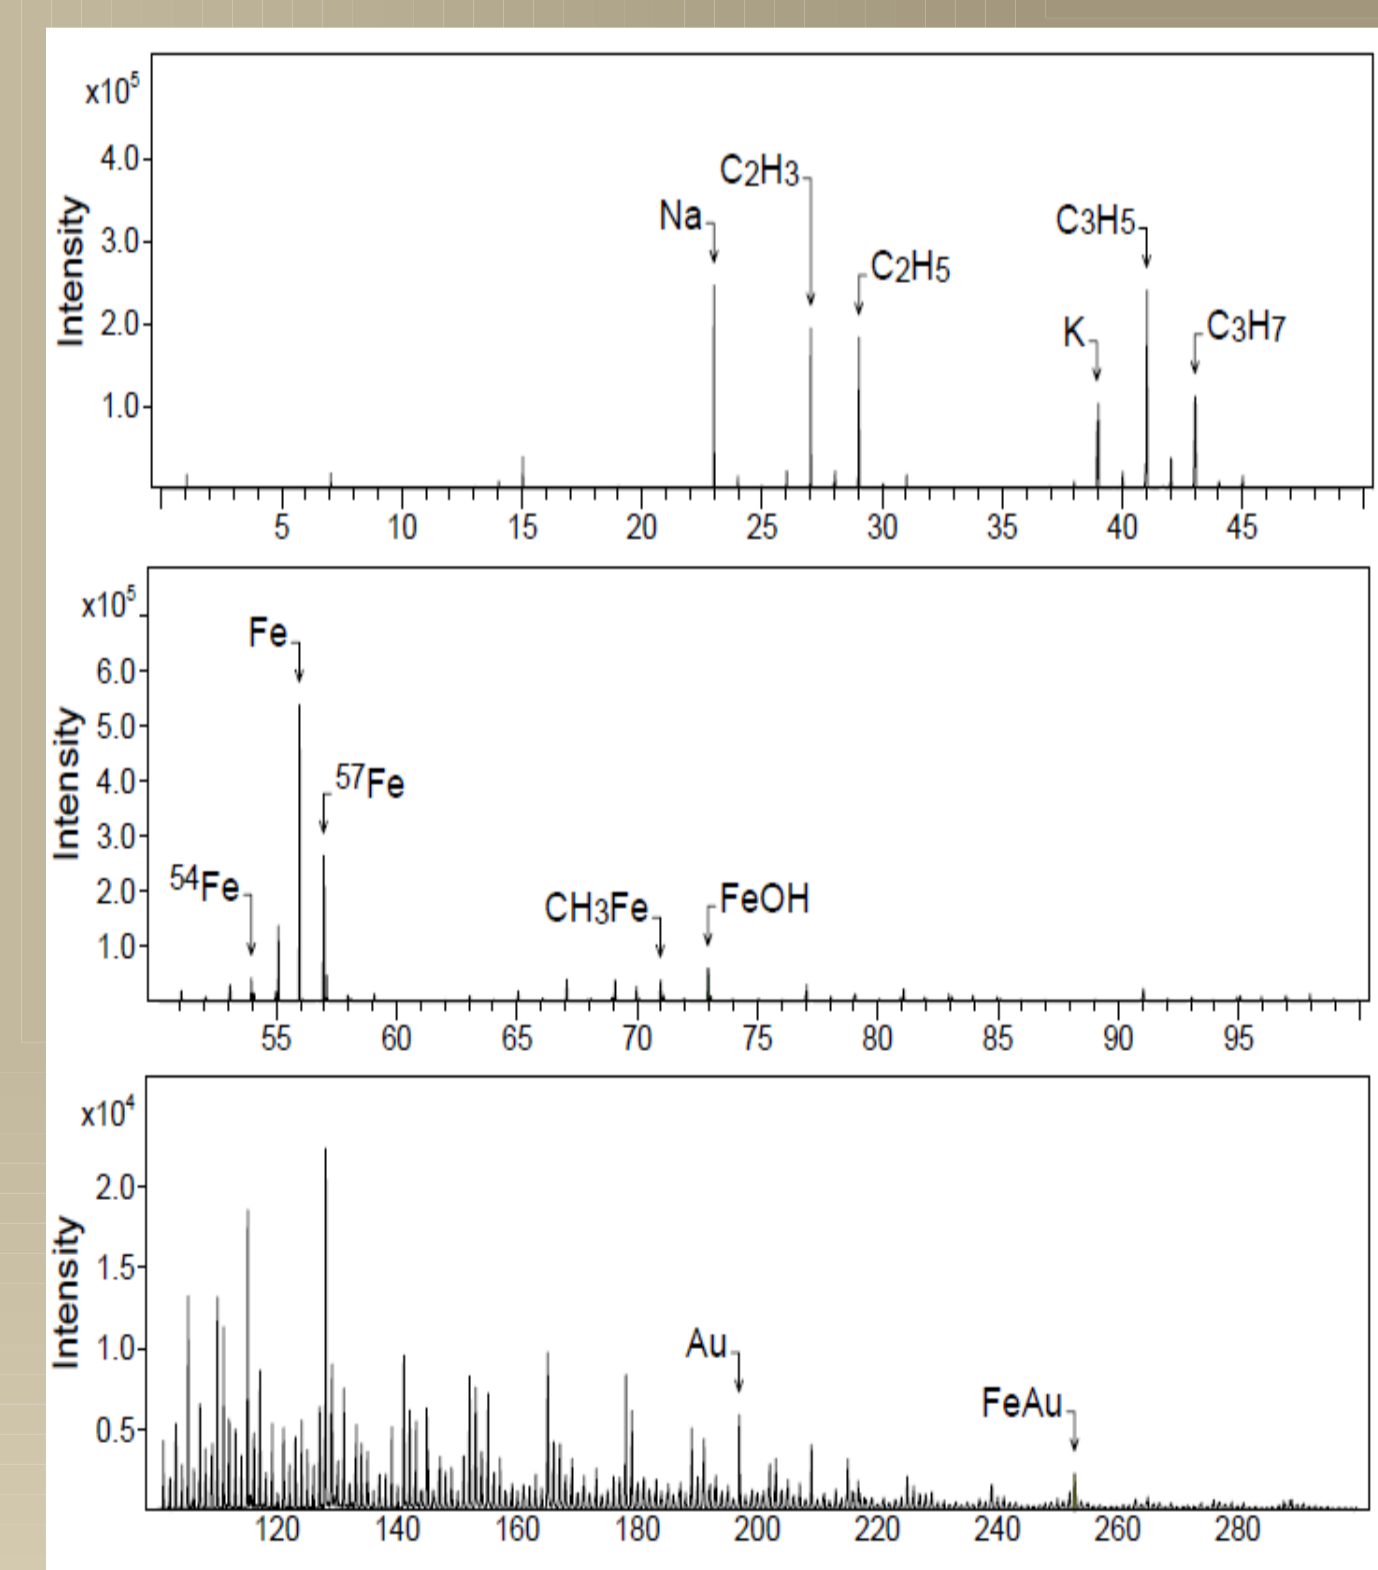 x10⁵
4.0
3.0
2.0
1.0
Intensity
Na
C2H3
C2H5
K
C3H5
C3H7
5 10 15 20 25 30 35 40 45
x10⁵
6.0
5.0
4.0
3.0
2.0
1.0
Intensity
Fe
⁵⁷Fe
⁵⁴Fe
CH3Fe
FeOH
55 60 65 70 75 80 85 90 95
x10⁴
2.0
1.5
1.0
0.5
Intensity
Au
FeAu
120 140 160 180 200 220 240 260 280